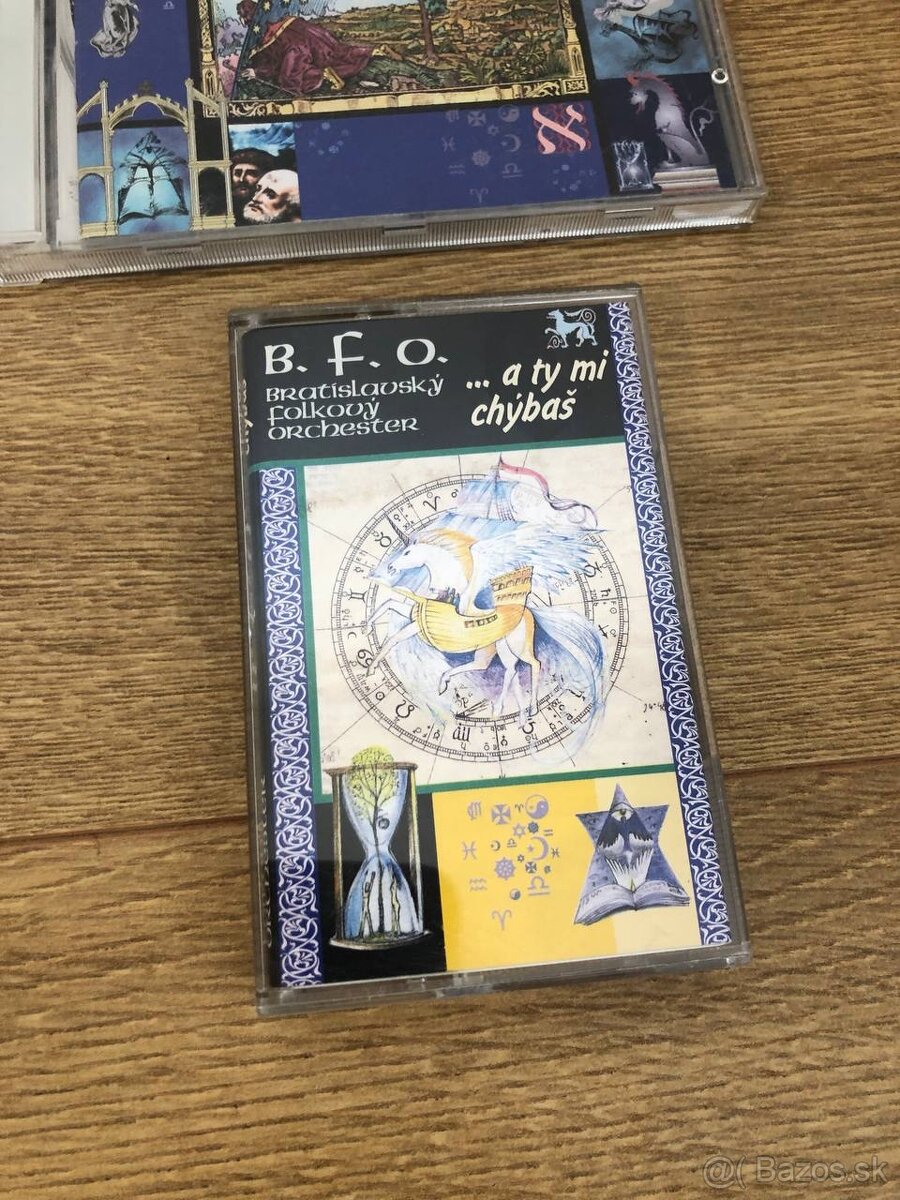 א
B. F. O.
Bratislavský
folkový
orchester
... a ty mi
chýbaš
@( Bazos.sk